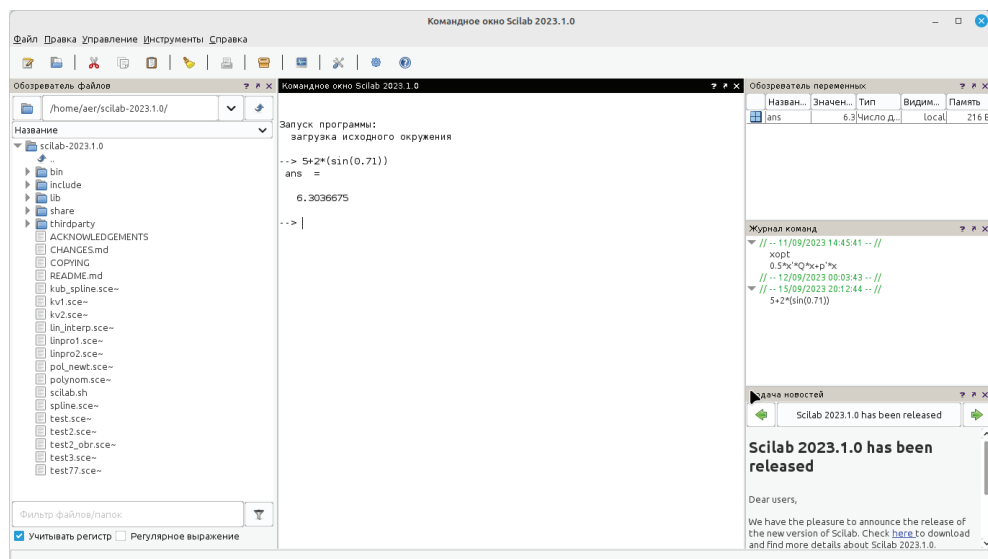 Командное окно Scilab 2023.1.0
Файл Правка Управление Инструменты Справка
Обозреватель файлов
/home/aer/scilab-2023.1.0/
Название
scilab-2023.1.0
..
bin
include
lib
share
thirdparty
ACKNOWLEDGEMENTS
CHANGES.md
COPYING
README.md
kub_spline.sce~
kv1.sce~
kv2.sce~
lin_interp.sce~
linpro1.sce~
linpro2.sce~
pol_newt.sce~
polynom.sce~
scilab.sh
spline.sce~
test.sce~
test2.sce~
test2_obr.sce~
test3.sce~
test77.sce~
Фильтр файлов/папок
Учитывать регистр Регулярное выражение
Командное окно Scilab 2023.1.0
Запуск программы:
загрузка исходного окружения
--> 5+2*(sin(0.71))
ans =
6.3036675
-->
Обозреватель переменных
Назван... Значен... Тип Видим... Память
ans 6.3 Число д... local 216 B
Журнал команд
// -- 11/09/2023 14:45:41 -- //
xopt
0.5*x'*Q*x+p'*x
// -- 12/09/2023 00:03:43 -- //
// -- 15/09/2023 20:12:44 -- //
5+2*(sin(0.71))
новостей
Scilab 2023.1.0 has been released
Scilab 2023.1.0 has been
released
Dear users,
We have the pleasure to announce the release of
the new version of Scilab. Check here to download
and find more details about Scilab 2023.1.0.